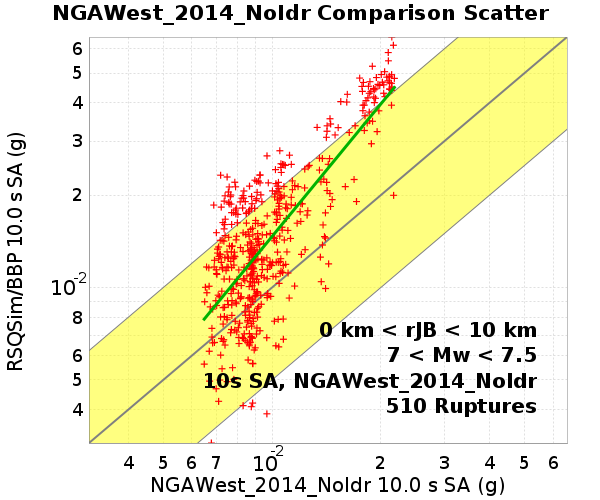 NGAWest_2014_NoIdr Comparison Scatter
RSQSim/BBP 10.0 s SA (g)
6
5
4
3
2
10-2
8
6
5
4
0 km < rJB < 10 km
7 < Mw < 7.5
10s SA, NGAWest_2014_NoIdr
510 Ruptures
4 5 6 7 10-2 2 3 4 5 6
NGAWest_2014_NoIdr 10.0 s SA (g)